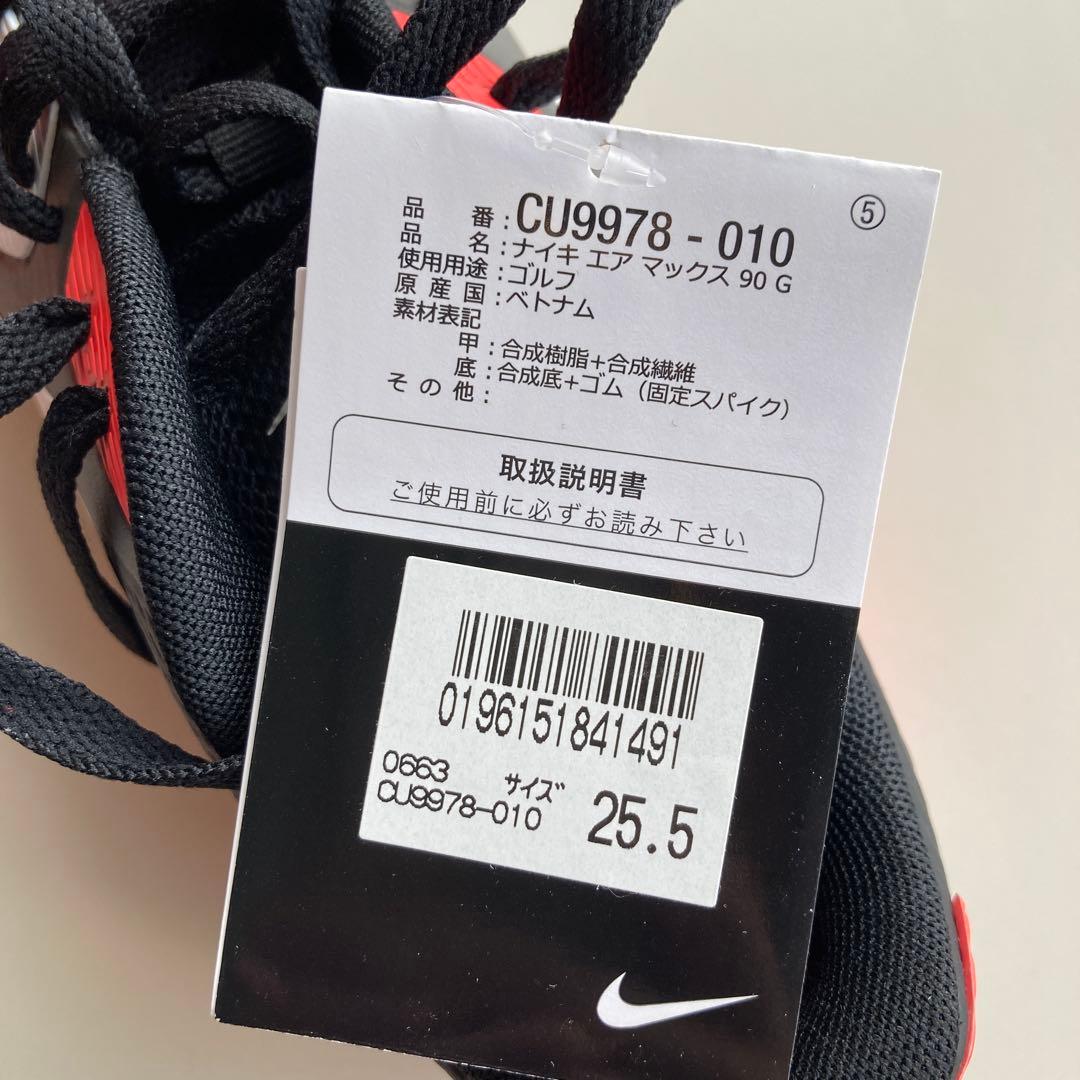 ⑤
品番:CU9978 - 010
品名:ナイキ エア マックス 90 G
使用用途:ゴルフ
原産国:ベトナム
素材表記
甲:合成樹脂+合成繊維
底:合成底+ゴム(固定スパイク)
その他:
取扱説明書
ご使用前に必ずお読み下さい
0196151841491
0663 サイズ 25.5
CU9978-010